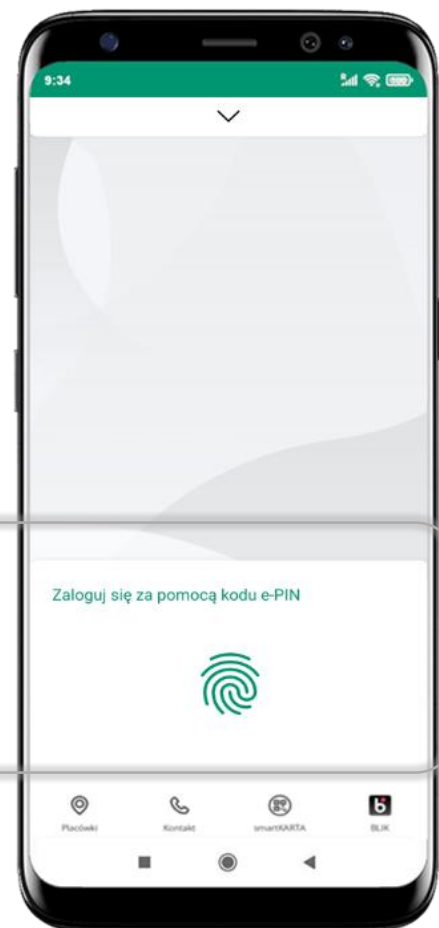 9:34
Zaloguj się za pomocą kodu e-PIN
Placówki
Kontakt
smartKARTA
BLIK